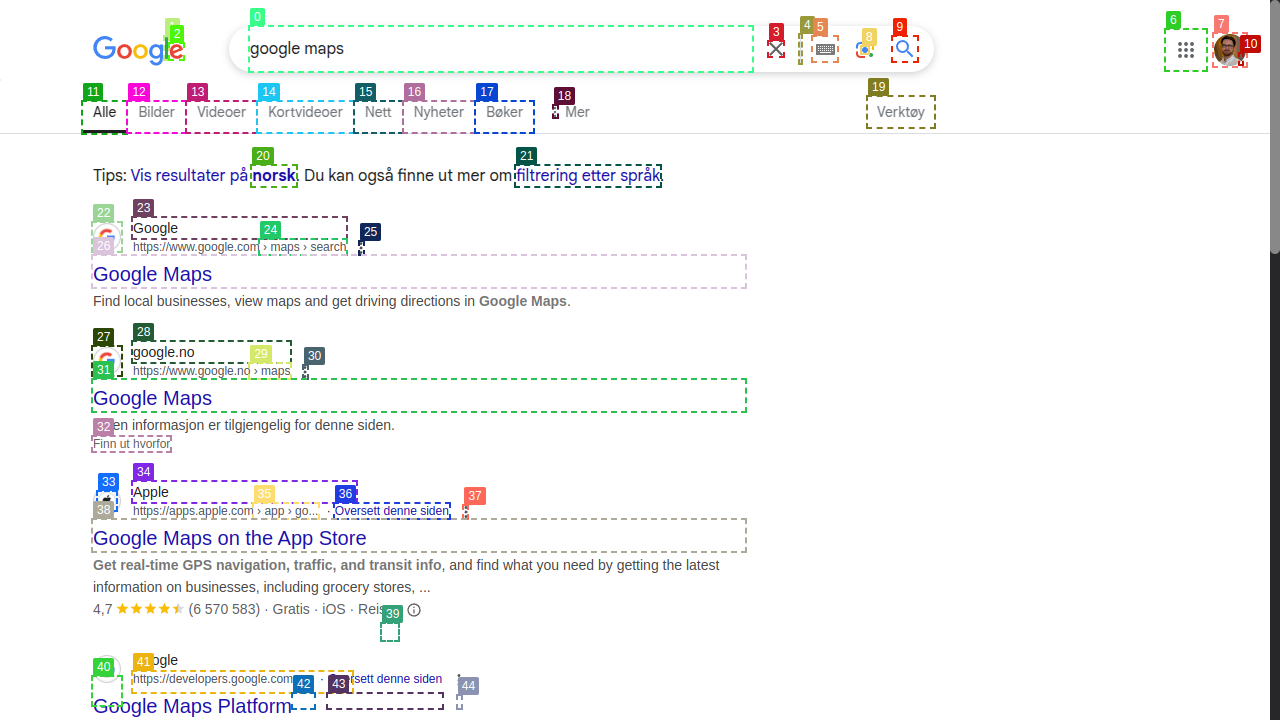 Google
google maps
Alle
Bilder
Videoer
Kortvideoer
Nett
Nyheter
Bøker
Mer
Verktøy
Tips: Vis resultater på norsk. Du kan også finne ut mer om filtrering etter språk.
Google
https://www.google.com › maps › search
Google Maps
Find local businesses, view maps and get driving directions in Google Maps.
google.no
https://www.google.no › maps
Google Maps
en informasjon er tilgjengelig for denne siden.
Finn ut hvorfor
Apple
https://apps.apple.com › app › go... · Oversett denne siden
Google Maps on the App Store
Get real-time GPS navigation, traffic, and transit info, and find what you need by getting the latest
information on businesses, including grocery stores, ...
4,7 (6 570 583) · Gratis · iOS · Reis
ogle
https://developers.google.com · Oversett denne siden
Google Maps Platform
0
1
2
3
4
5
6
7
8
9
10
11
12
13
14
15
16
17
18
19
20
21
22
23
24
25
26
27
28
29
30
31
32
33
34
35
36
37
38
39
40
41
42
43
44